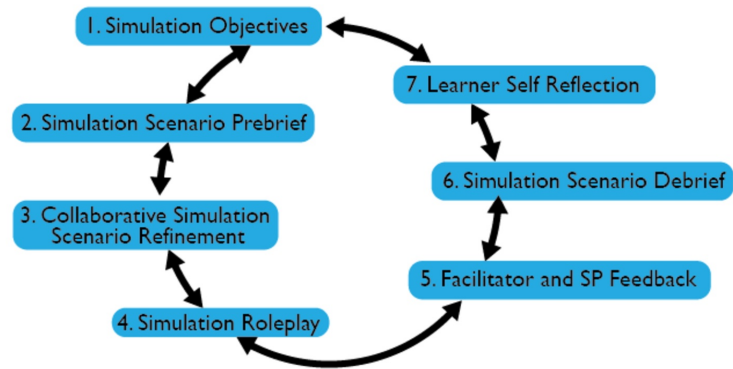 1. Simulation Objectives
2. Simulation Scenario Prebrief
3. Collaborative Simulation
Scenario Refinement
4. Simulation Roleplay
5. Facilitator and SP Feedback
6. Simulation Scenario Debrief
7. Learner Self Reflection